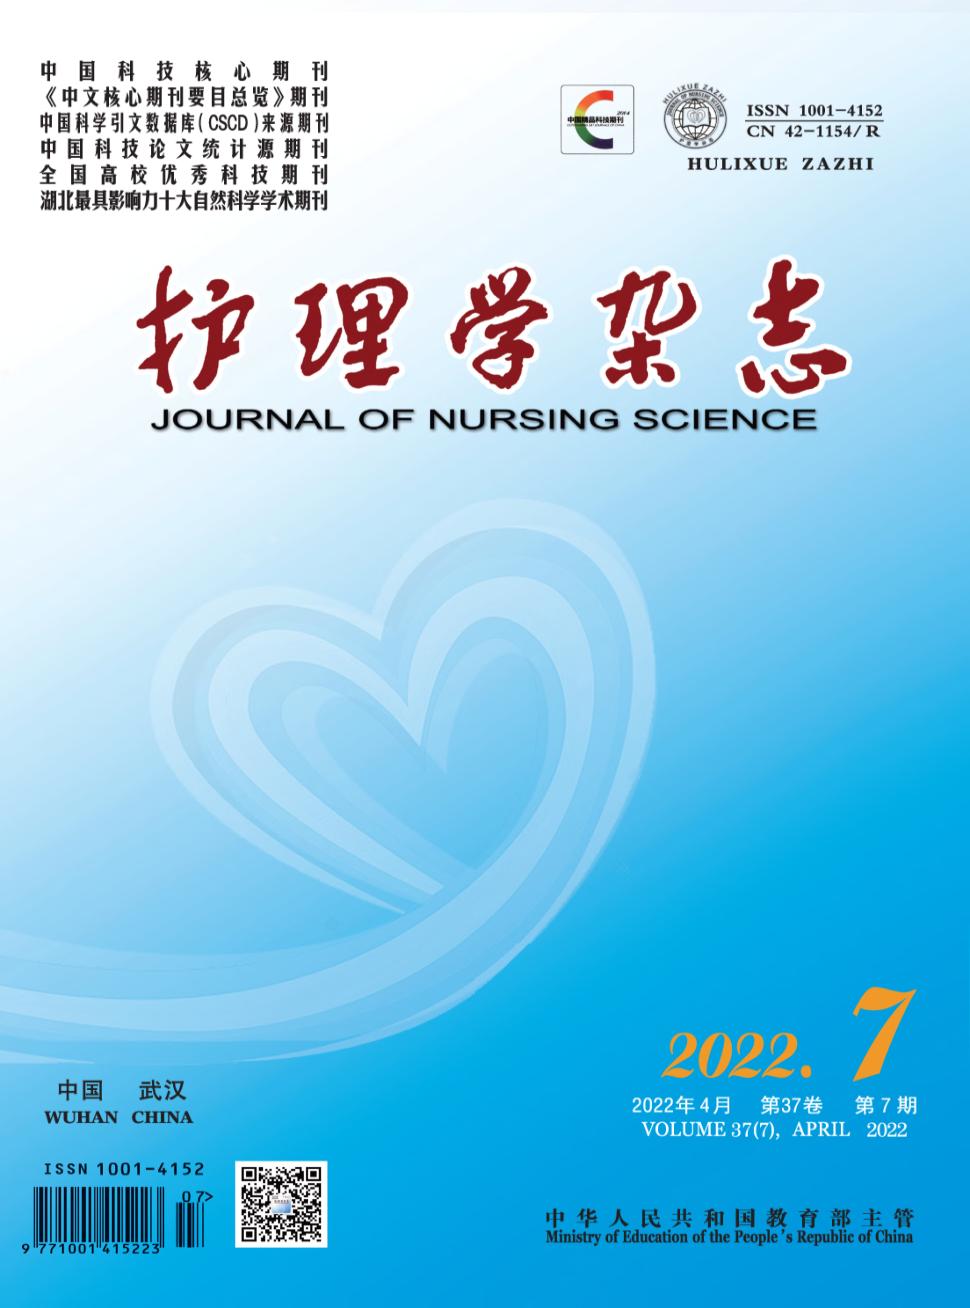 中国科技核心期刊
《中文核心期刊要目总览》期刊
中国科学引文数据库(CSCD)来源期刊
中国科技论文统计源期刊
全国高校优秀科技期刊
湖北最具影响力十大自然科学学术期刊
2014
中国精品科技期刊
HULIXUE ZAZHI
ISSN 1001-4152
CN 42-1154/R
HULIXUE ZAZHI
护理学杂志
JOURNAL OF NURSING SCIENCE
2022.7
2022年4月 第37卷 第7期
VOLUME 37(7), APRIL 2022
中国 武汉
WUHAN CHINA
ISSN 1001-4152
07>
9 771001 415223
中华人民共和国教育部主管
Ministry of Education of the People's Republic of China